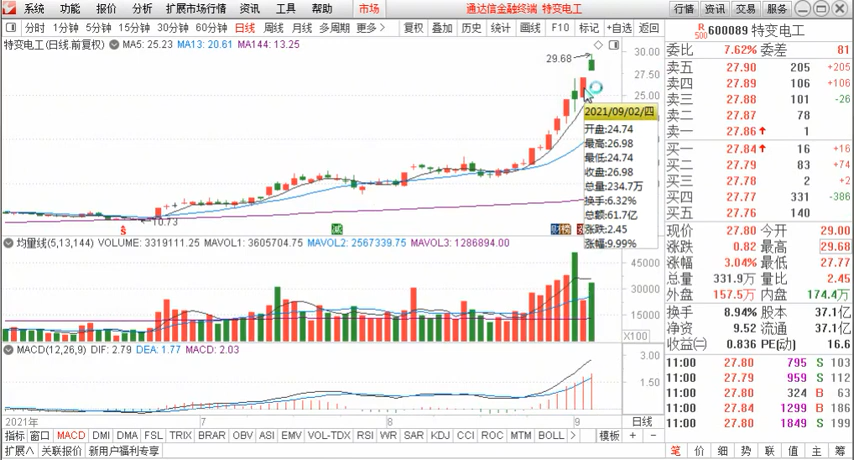 系统 功能 报价 分析 扩展市场行情 资讯 工具 帮助 市场 通达信金融终端 特变电工 行情 资讯 交易 服务
分时 1分钟 5分钟 15分钟 30分钟 60分钟 日线 周线 月线 多周期 更多> 复权 叠加 历史 统计 画线 F10 标记 +自选 返回
特变电工(日线.前复权) MA5: 25.23 MA13: 20.61 MA144: 13.25
R
500 600089 特变电工
29.68
30.00
27.50
25.00
10.73
减
2021/09/02/四
开盘:24.74
最高:26.98
最低:24.74
收盘:26.98
总量:234.7万
换手:6.32%
总额:61.7亿
涨跌:2.45
涨幅:9.99%
均量线(5,13,144) VOLUME: 3319111.25 MAVOL1: 3605704.75 MAVOL2: 2567339.75 MAVOL3: 1286894.00
45000
30000
15000
X100
MACD(12,26,9) DIF: 2.79 DEA: 1.77 MACD: 2.03
3.00
1.50
2021年 7 8 9 日线
指标 窗口 MACD DMI DMA FSL TRIX BRAR OBV ASI EMV VOL-TDX RSI WR SAR KDJ CCI ROC MTM BOLL > 模板 + -
扩展∧ 关联报价 新用户福利专享
委比 7.62% 委差 81
卖五 27.90 205 +205
卖四 27.89 106 +106
卖三 27.88 101 -26
卖二 27.87 78
卖一 27.86 1
买一 27.84 16 +16
买二 27.79 83 +74
买三 27.78 2 +2
买四 27.77 331 -386
买五 27.76 140
现价 27.80 今开 29.00
涨跌 0.82 最高 29.68
涨幅 3.04% 最低 27.77
总量 331.9万 量比 2.45
外盘 157.5万 内盘 174.4万
换手 8.94% 股本 37.1亿
净资 9.52 流通 37.1亿
收益㈡ 0.836 PE(动) 16.6
11:00 27.80 795 S 103
11:00 27.79 959 S 112
11:00 27.80 324 B 63
11:00 27.84 1299 B 186
11:00 27.80 1849 S 199
笔 价 细 势 联 值 主 筹